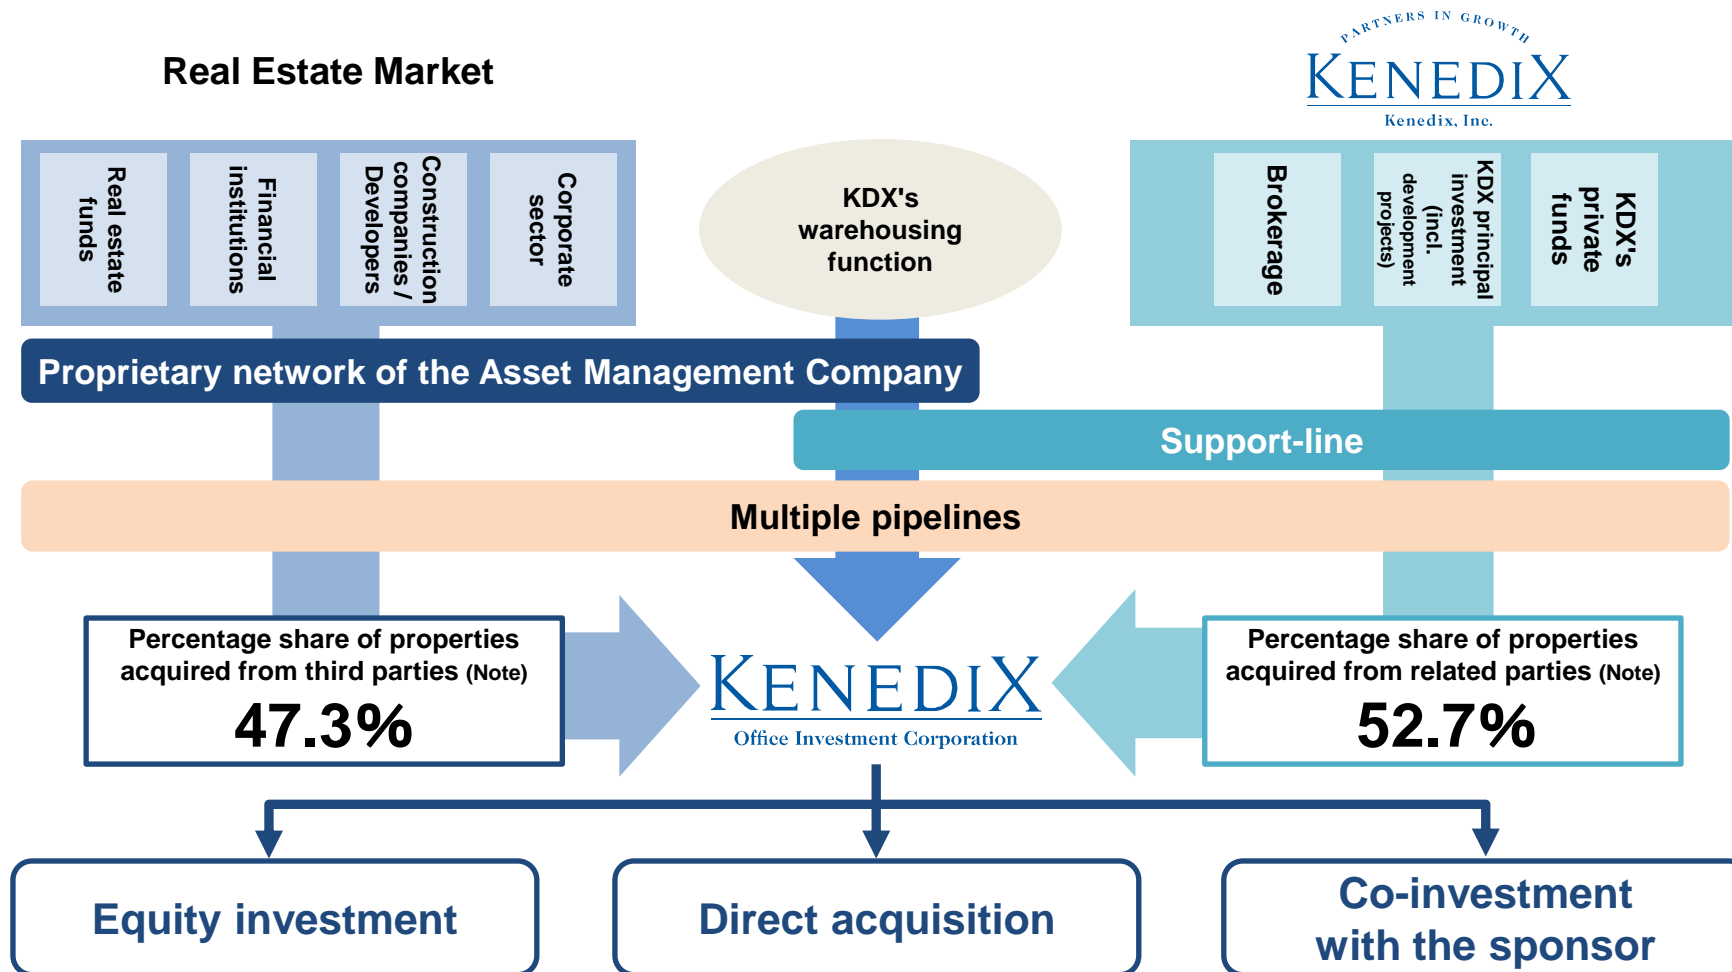 PARTNERS IN GROWTH
KENEDIX
Kenedix, Inc.
Real Estate Market
Real estate
funds
Financial
institutions
Construction
companies /
Developers
Corporate
sector
KDX's
warehousing
function
Brokerage
KDX principal
investment
(incl.
development
projects)
KDX's
private
funds
Proprietary network of the Asset Management Company
Support-line
Multiple pipelines
Percentage share of properties
acquired from third parties (Note)
47.3%
KENEDIX
Office Investment Corporation
Percentage share of properties
acquired from related parties (Note)
52.7%
Equity investment
Direct acquisition
Co-investment
with the sponsor